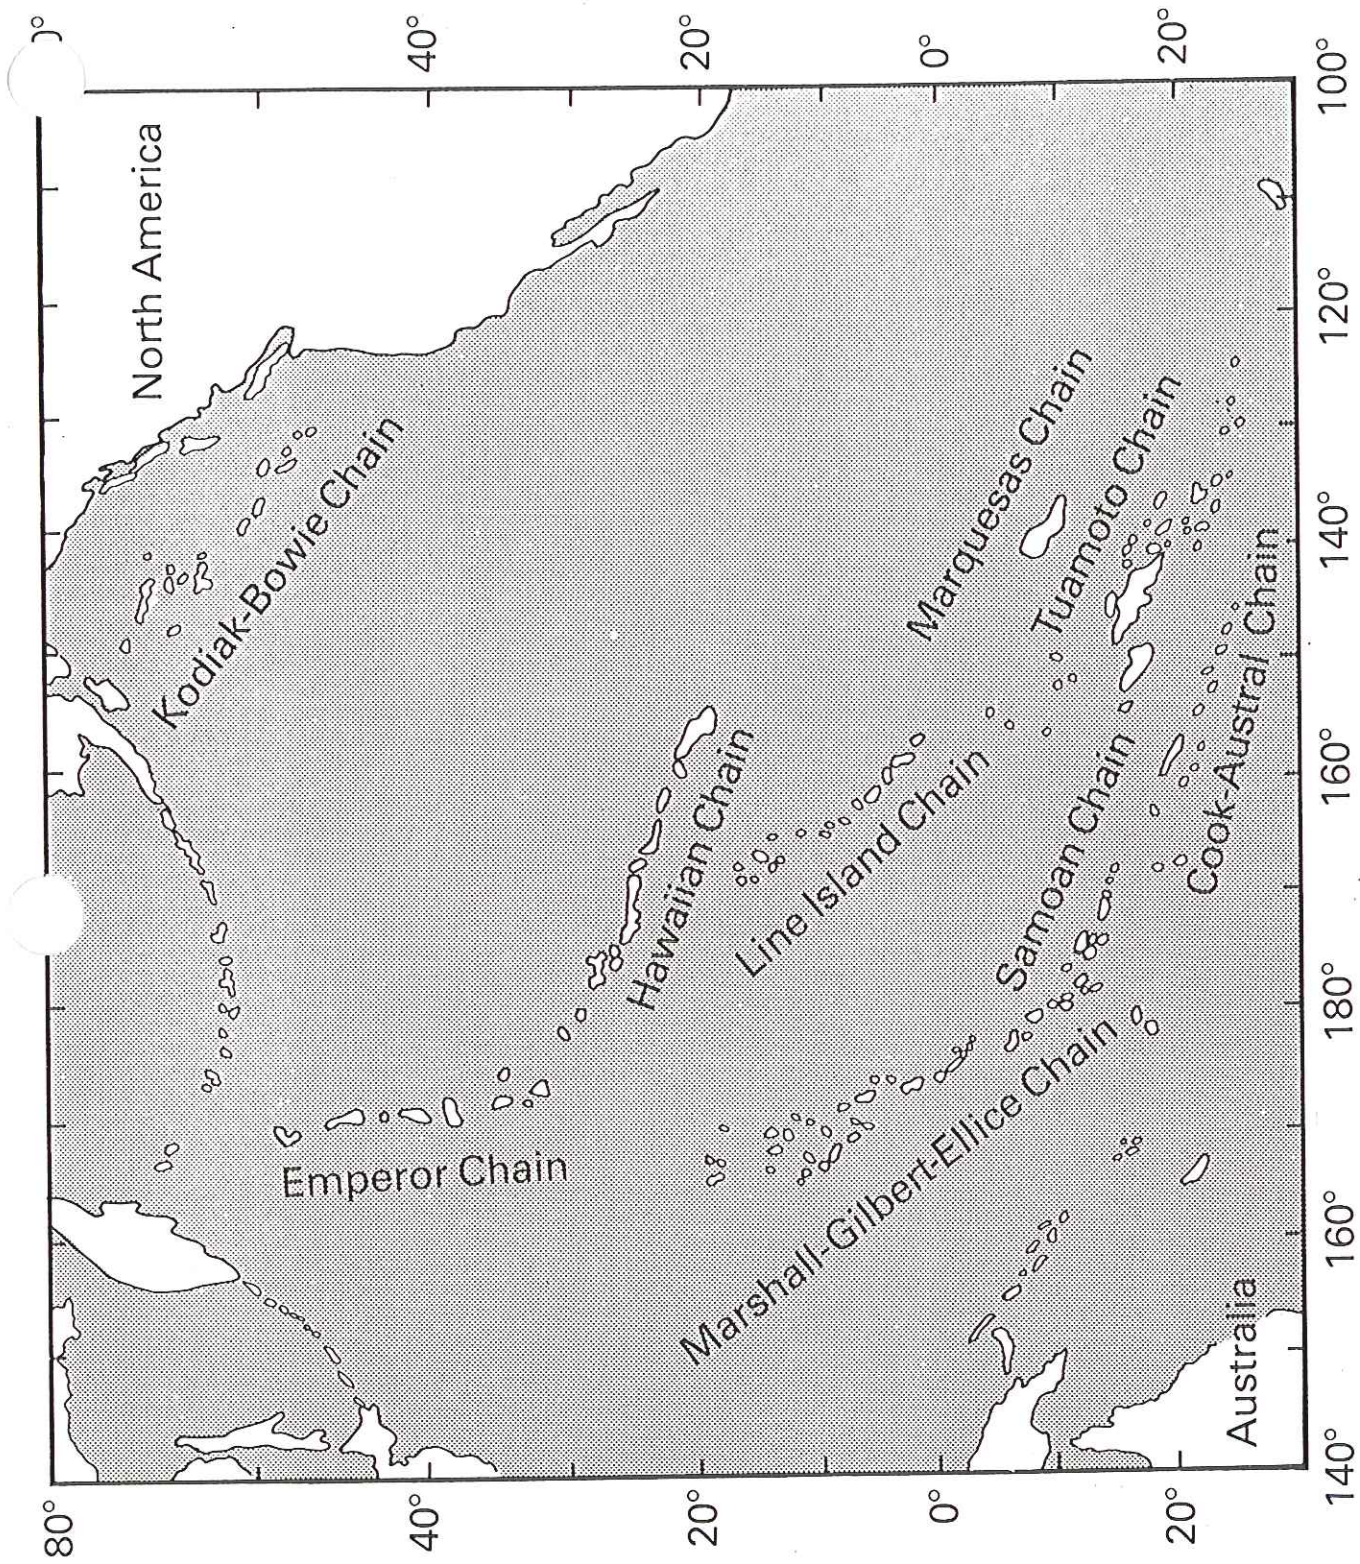 80°
North America
Kodiak-Bowie Chain
Emperor Chain
40°
40°
Hawaiian Chain
20°
20°
Line Island Chain
Marshall-Gilbert-Ellice Chain
Marquesas Chain
0°
0°
Samoan Chain
Tuamoto Chain
20°
20°
Cook-Austral Chain
Australia
140°
160°
180°
160°
140°
120°
100°